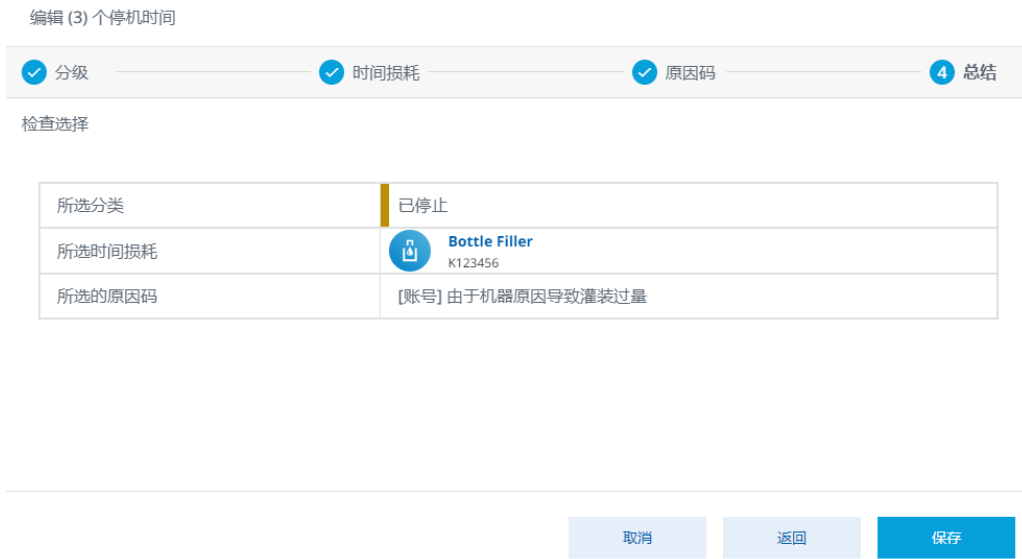 编辑 (3) 个停机时间
分级
时间损耗
原因码
4 总结
检查选择
所选分类
已停止
所选时间损耗
Bottle Filler
K123456
所选的原因码
[账号] 由于机器原因导致灌装过量
取消
返回
保存